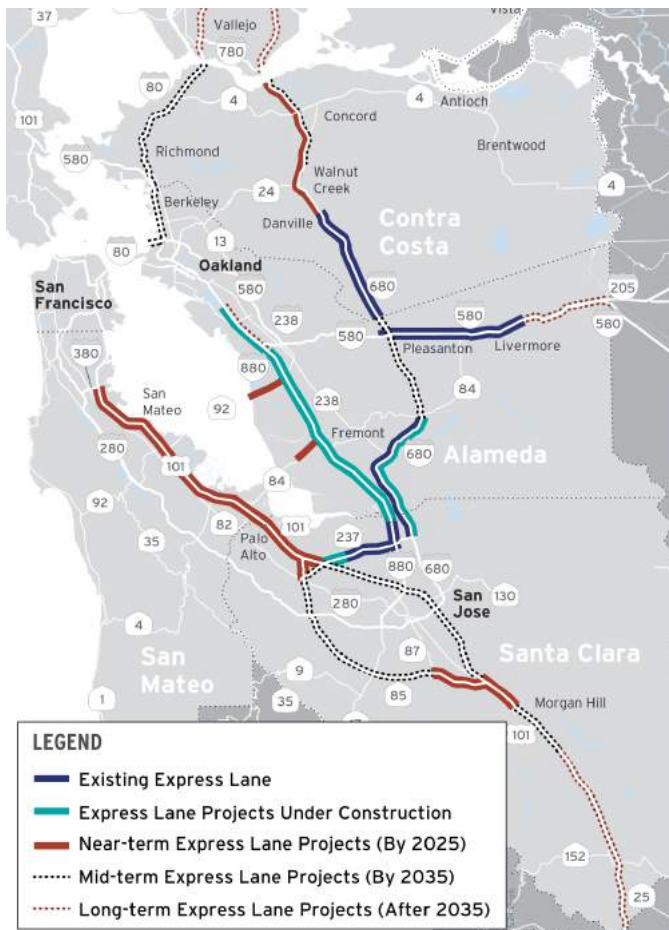 37
Vallejo
Vista
780
80
4
4
Antioch
Concord
101
Richmond
Brentwood
580
Walnut
Creek
24
4
Berkeley
Danville
Contra
Costa
13
80
Oakland
580
680
205
San
Francisco
238
580
580
580
380
Pleasanton
Livermore
880
San
Mateo
84
92
238
Fremont
680
Alameda
280
101
84
92
82
101
237
35
Palo
Alto
880
680
San
Jose
130
280
4
87
Santa Clara
San
Mateo
9
85
1
35
Morgan Hill
17
101
LEGEND
Existing Express Lane
Express Lane Projects Under Construction
Near-term Express Lane Projects (By 2025)
Mid-term Express Lane Projects (By 2035)
Long-term Express Lane Projects (After 2035)
152
25